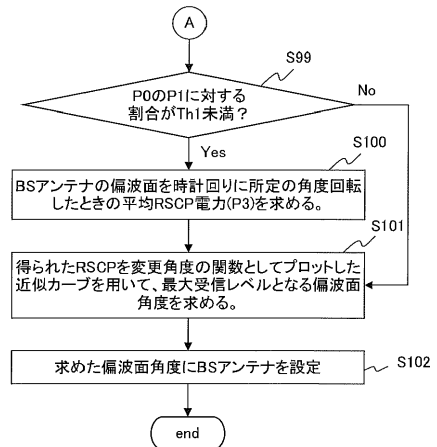 A
S99
P0のP1に対する
割合がTh1未満？
No
Yes
S100
BSアンテナの偏波面を時計回りに所定の角度回転
したときの平均RSCP電力(P3)を求める。
S101
得られたRSCPを変更角度の関数としてプロットした
近似カーブを用いて、最大受信レベルとなる偏波面
角度を求める。
求めた偏波面角度にBSアンテナを設定
S102
end